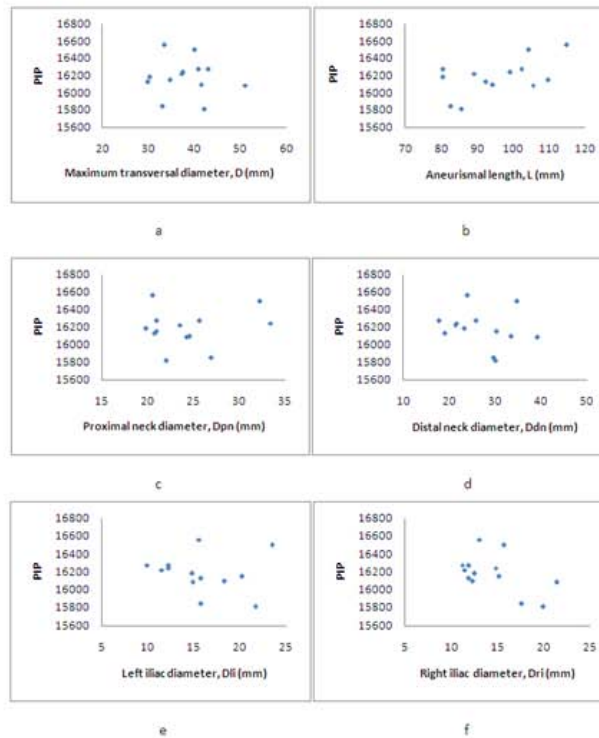 PIP
16800
16600
16400
16200
16000
15800
15600
20 30 40 50 60
Maximum transversal diameter, D (mm)
a
PIP
16800
16600
16400
16200
16000
15800
15600
70 80 90 100 110 120
Aneurismal length, L (mm)
b
PIP
16800
16600
16400
16200
16000
15800
15600
15 20 25 30 35
Proximal neck diameter, Dpn (mm)
c
PIP
16800
16600
16400
16200
16000
15800
15600
10 20 30 40 50
Distal neck diameter, Ddn (mm)
d
PIP
16800
16600
16400
16200
16000
15800
15600
5 10 15 20 25
Left iliac diameter, Dli (mm)
e
PIP
16800
16600
16400
16200
16000
15800
15600
5 10 15 20 25
Right iliac diameter, Dri (mm)
f